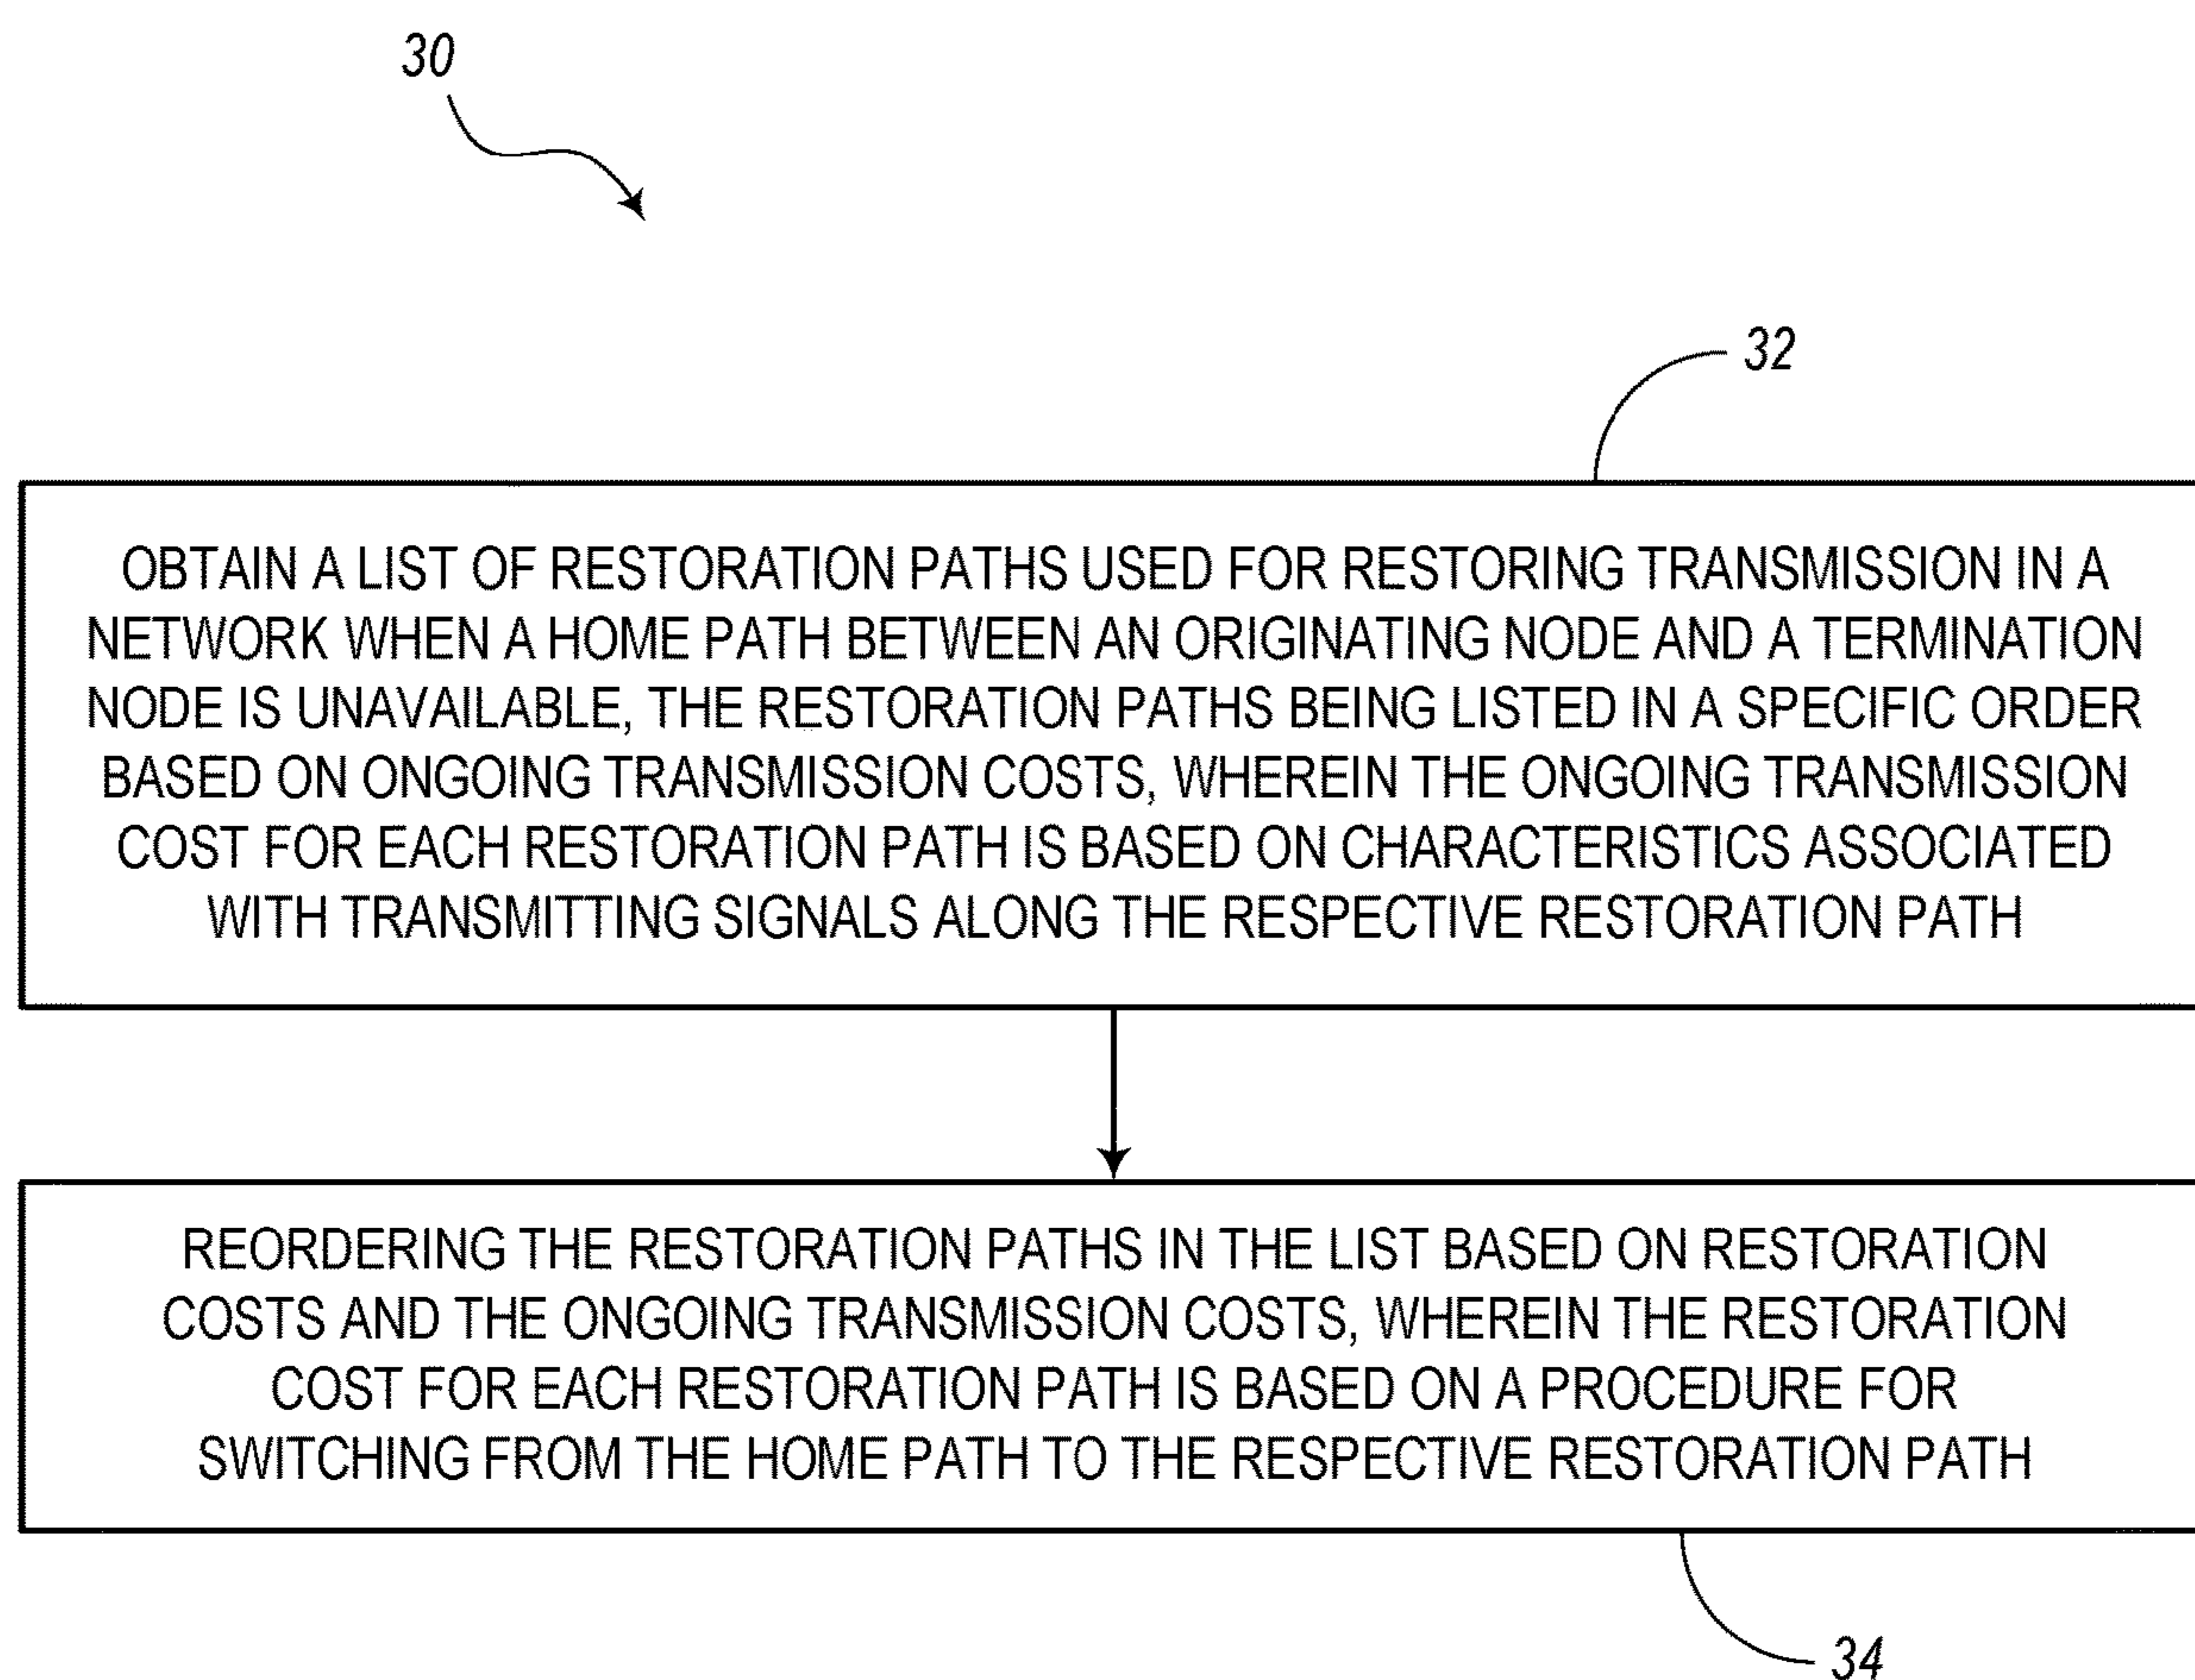 30
32
OBTAIN A LIST OF RESTORATION PATHS USED FOR RESTORING TRANSMISSION IN A
NETWORK WHEN A HOME PATH BETWEEN AN ORIGINATING NODE AND A TERMINATION
NODE IS UNAVAILABLE, THE RESTORATION PATHS BEING LISTED IN A SPECIFIC ORDER
BASED ON ONGOING TRANSMISSION COSTS, WHEREIN THE ONGOING TRANSMISSION
COST FOR EACH RESTORATION PATH IS BASED ON CHARACTERISTICS ASSOCIATED
WITH TRANSMITTING SIGNALS ALONG THE RESPECTIVE RESTORATION PATH
REORDERING THE RESTORATION PATHS IN THE LIST BASED ON RESTORATION
COSTS AND THE ONGOING TRANSMISSION COSTS, WHEREIN THE RESTORATION
COST FOR EACH RESTORATION PATH IS BASED ON A PROCEDURE FOR
SWITCHING FROM THE HOME PATH TO THE RESPECTIVE RESTORATION PATH
34